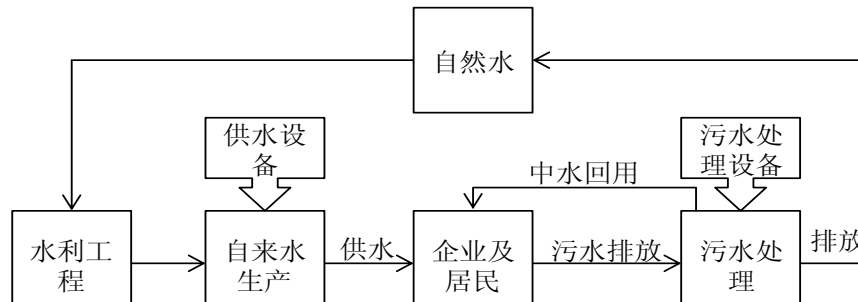 自然水
供水设
备
污水处
理设备
中水回用
水利工
程
自来水
生产
供水
企业及
居民
污水排放
污水处
理
排放